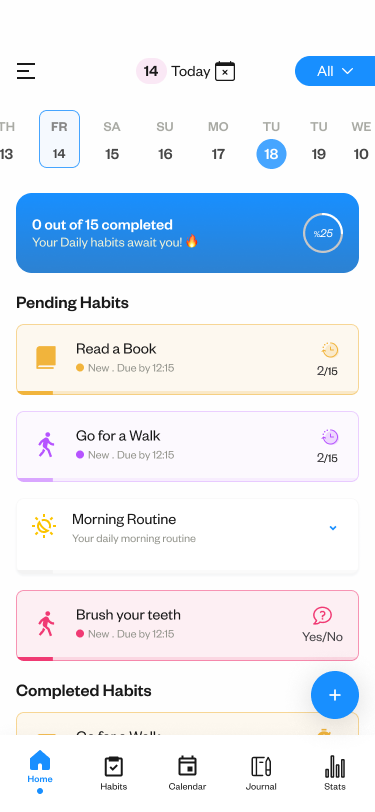 14 Today All
TH FR SA SU MO TU TU WE
13 14 15 16 17 18 19 10
0 out of 15 completed
Your Daily habits await you! 🔥
%25
Pending Habits
Read a Book
New . Due by 12:15
2/15
Go for a Walk
New . Due by 12:15
2/15
Morning Routine
Your daily morning routine
Brush your teeth
New . Due by 12:15
Yes/No
Completed Habits
Go for a Walk
Home Habits Calendar Journal Stats